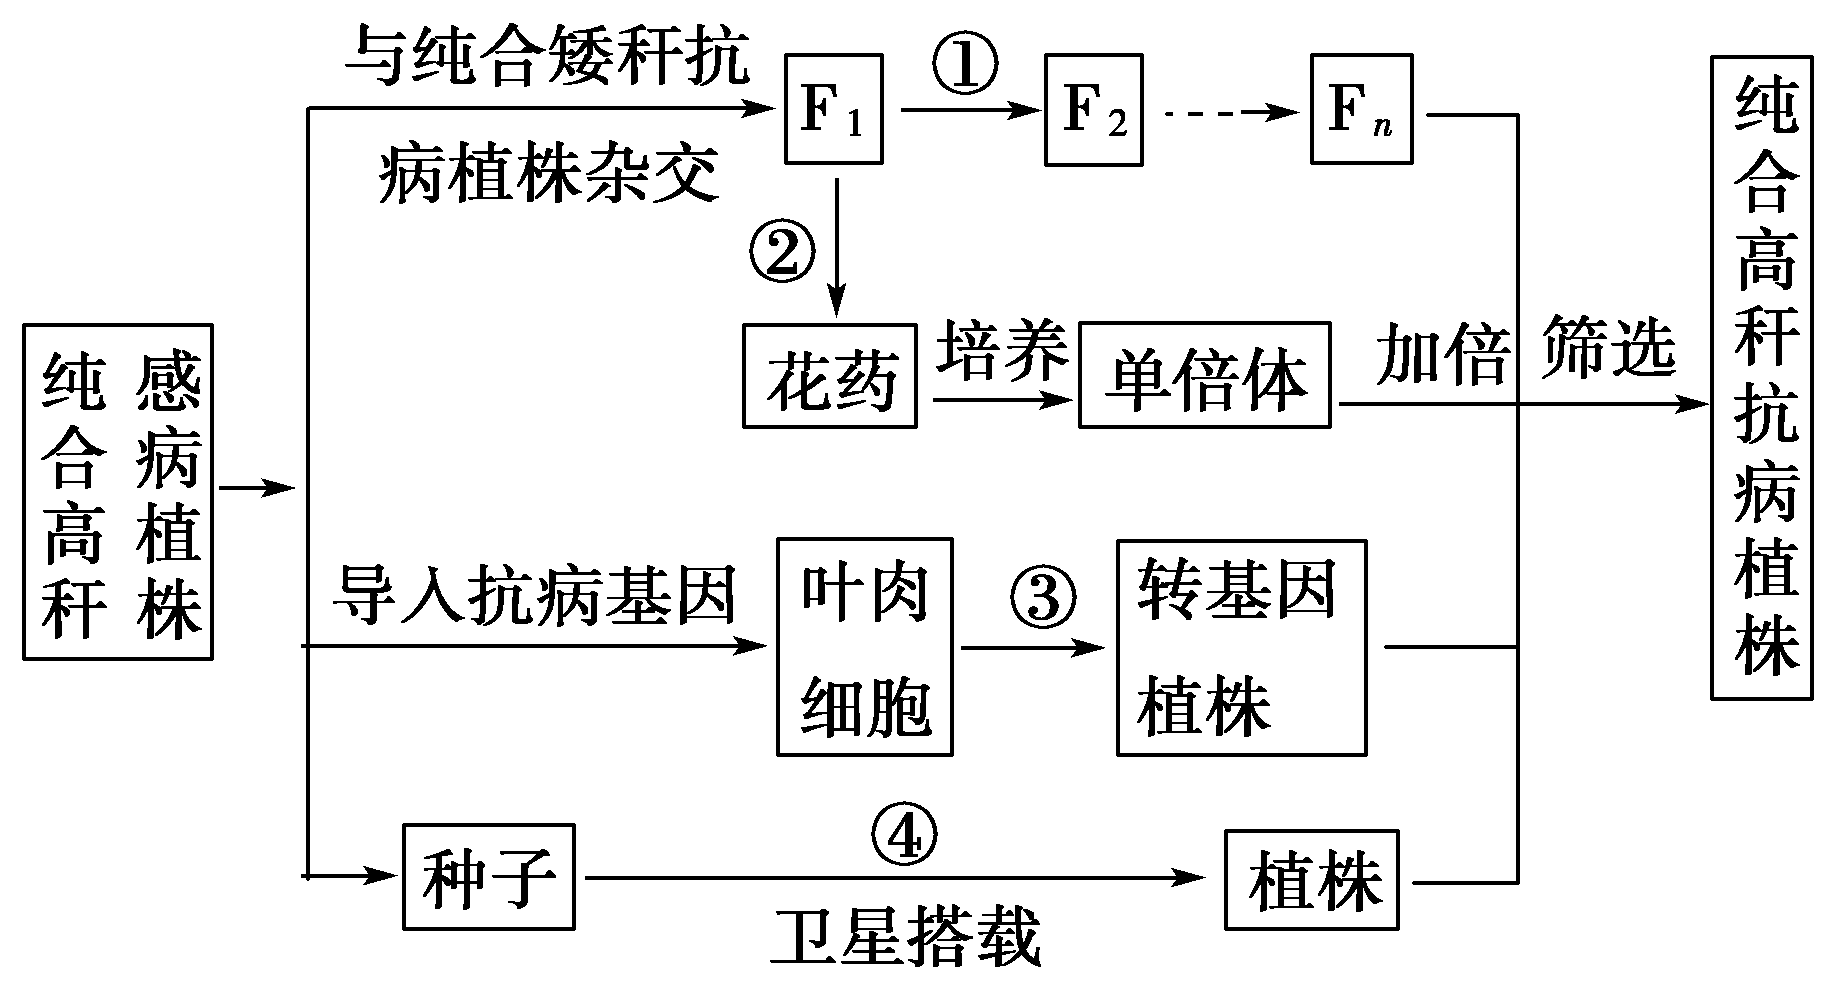 纯合高秆
感病植株
与纯合矮秆抗
病植株杂交
F1
①
F2
Fn
②
花药
培养
单倍体
加倍
筛选
导入抗病基因
叶肉
细胞
③
转基因
植株
种子
④
卫星搭载
植株
纯合高秆抗病植株